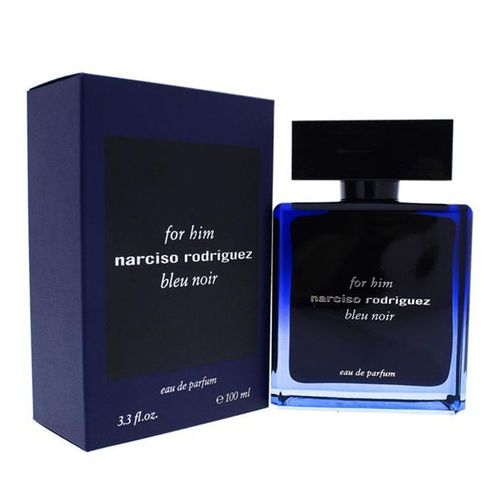 for him
narciso rodriguez
bleu noir
eau de parfum
3.3 fl.oz. ℮ 100 ml
for him
narciso rodriguez
bleu noir
eau de parfum